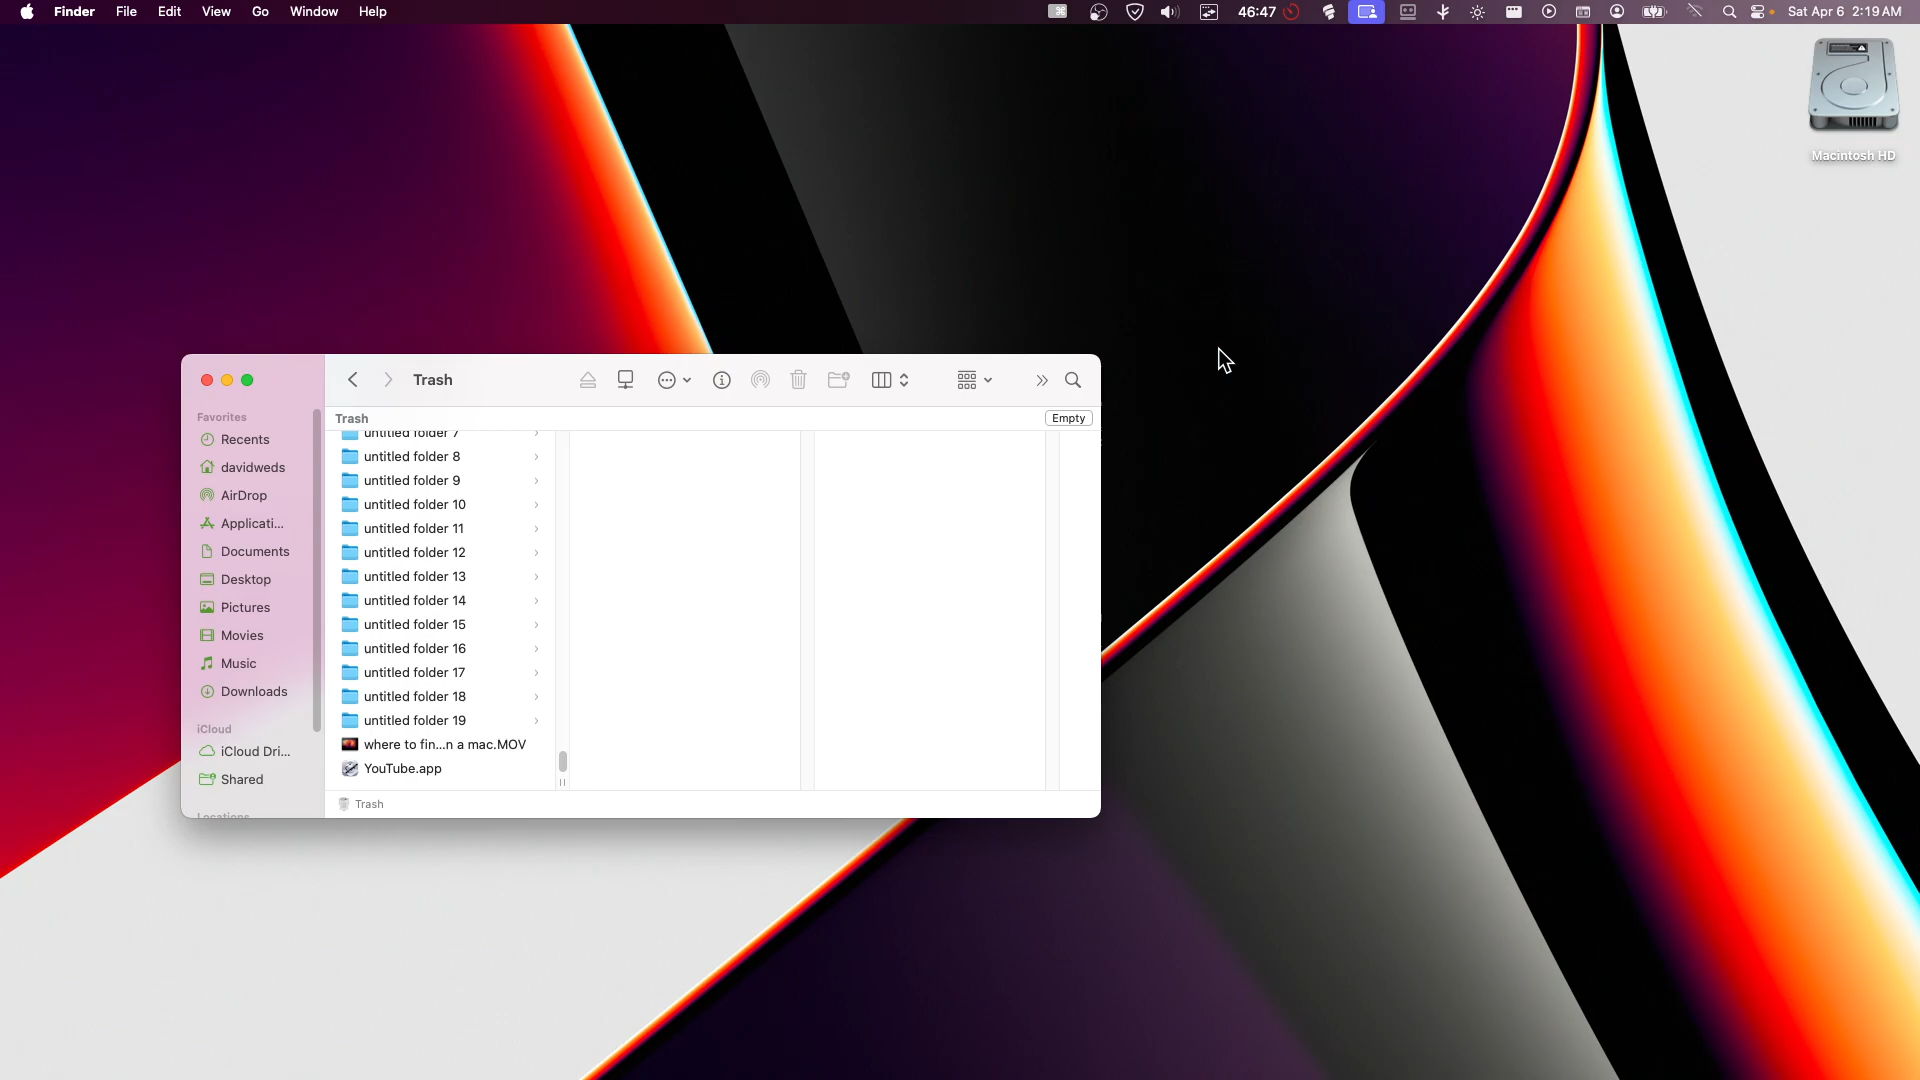 Finder File Edit View Go Window Help 46:47 Sat Apr 6 2:19 AM
Macintosh HD
Trash
Favorites
Recents
davidweds
AirDrop
Applicati...
Documents
Desktop
Pictures
Movies
Music
Downloads
iCloud
iCloud Dri...
Shared
Locations
Trash
Empty
untitled folder 7
untitled folder 8
untitled folder 9
untitled folder 10
untitled folder 11
untitled folder 12
untitled folder 13
untitled folder 14
untitled folder 15
untitled folder 16
untitled folder 17
untitled folder 18
untitled folder 19
where to fin...n a mac.MOV
YouTube.app
Trash